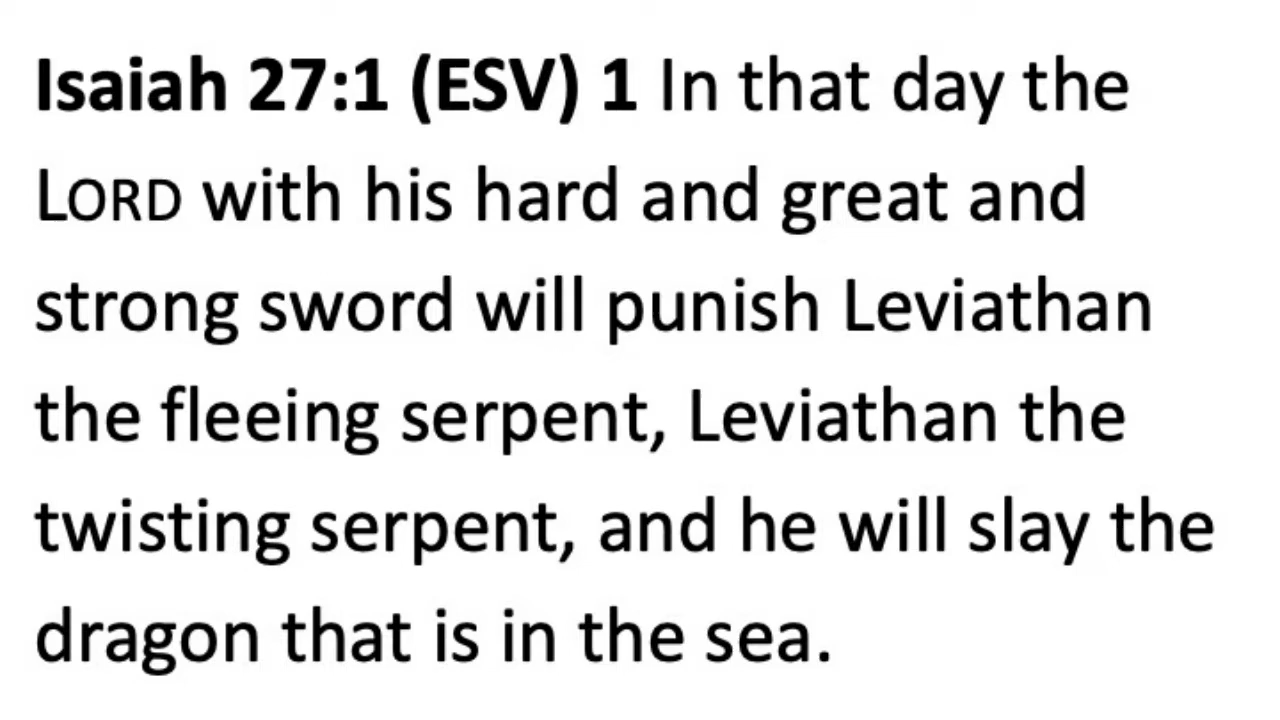 Isaiah 27:1 (ESV) 1 In that day the
LORD with his hard and great and
strong sword will punish Leviathan
the fleeing serpent, Leviathan the
twisting serpent, and he will slay the
dragon that is in the sea.